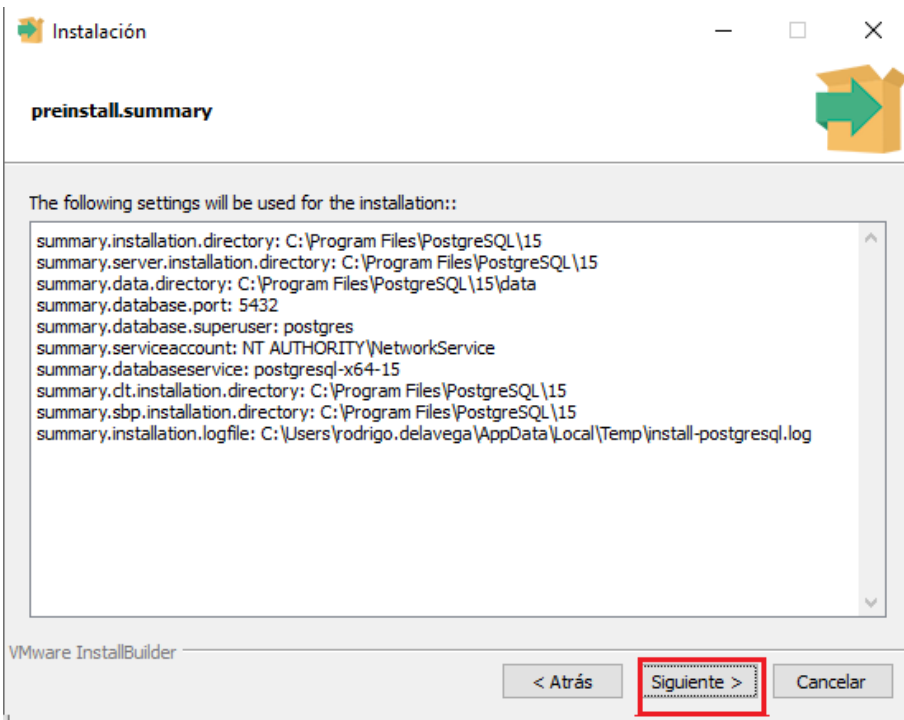 Instalación
preinstall.summary
The following settings will be used for the installation::
summary.installation.directory: C:\Program Files\PostgreSQL\15
summary.server.installation.directory: C:\Program Files\PostgreSQL\15
summary.data.directory: C:\Program Files\PostgreSQL\15\data
summary.database.port: 5432
summary.database.superuser: postgres
summary.serviceaccount: NT AUTHORITY\NetworkService
summary.databaseservice: postgresql-x64-15
summary.clt.installation.directory: C:\Program Files\PostgreSQL\15
summary.sbp.installation.directory: C:\Program Files\PostgreSQL\15
summary.installation.logfile: C:\Users\rodrigo.delavega\AppData\Local\Temp\install-postgresql.log
VMware InstallBuilder
< Atrás Siguiente > Cancelar